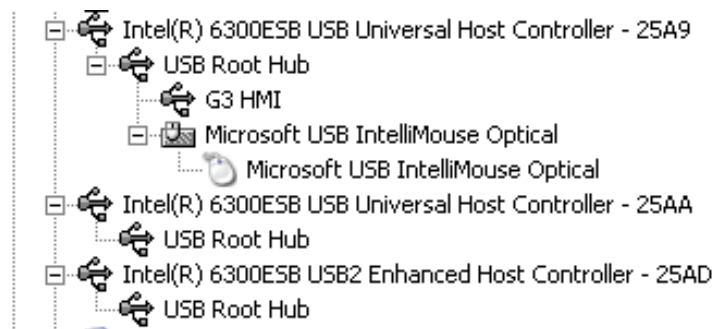 Intel(R) 6300ESB USB Universal Host Controller - 25A9
USB Root Hub
G3 HMI
Microsoft USB IntelliMouse Optical
Microsoft USB IntelliMouse Optical
Intel(R) 6300ESB USB Universal Host Controller - 25AA
USB Root Hub
Intel(R) 6300ESB USB2 Enhanced Host Controller - 25AD
USB Root Hub